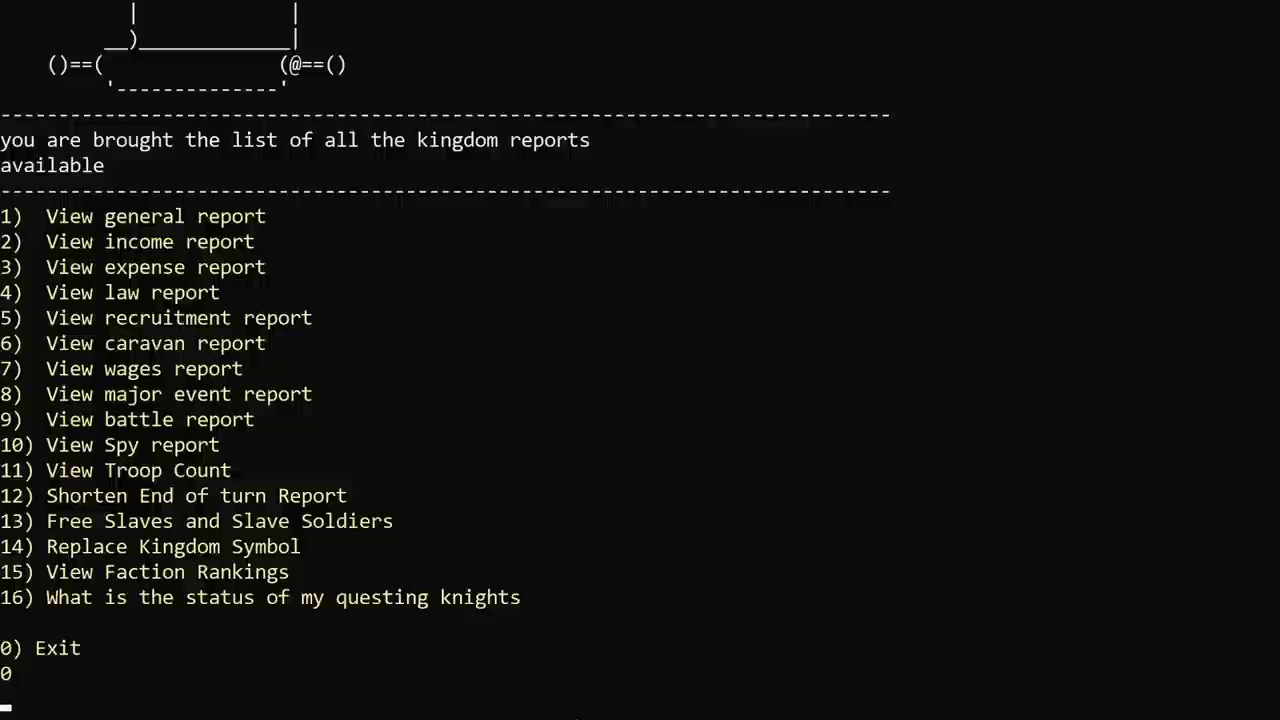 |              |
__)_____________|
()==(               (@==()
'--------------'
-----------------------------------------------------------------------------
you are brought the list of all the kingdom reports
available
-----------------------------------------------------------------------------
1)  View general report
2)  View income report
3)  View expense report
4)  View law report
5)  View recruitment report
6)  View caravan report
7)  View wages report
8)  View major event report
9)  View battle report
10) View Spy report
11) View Troop Count
12) Shorten End of turn Report
13) Free Slaves and Slave Soldiers
14) Replace Kingdom Symbol
15) View Faction Rankings
16) What is the status of my questing knights
0) Exit
0